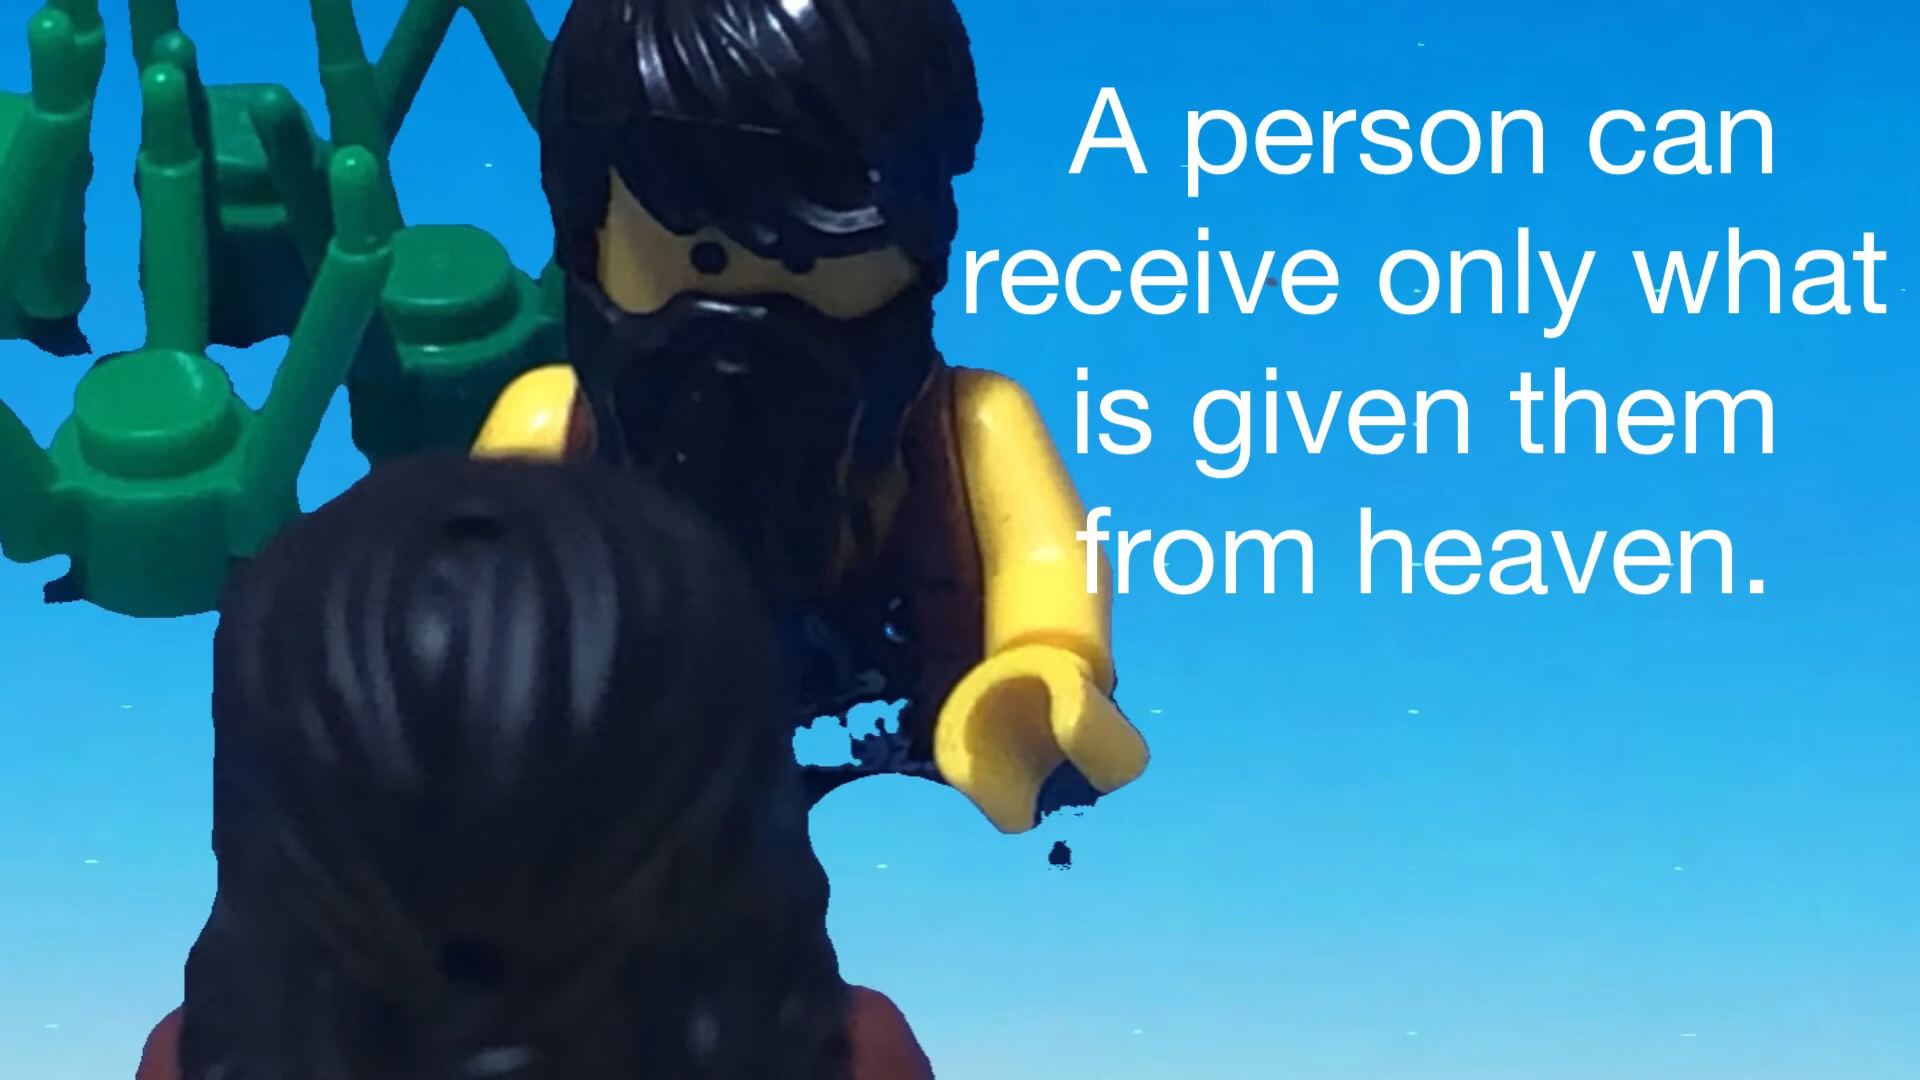 A person can
receive only what
is given them
from heaven.